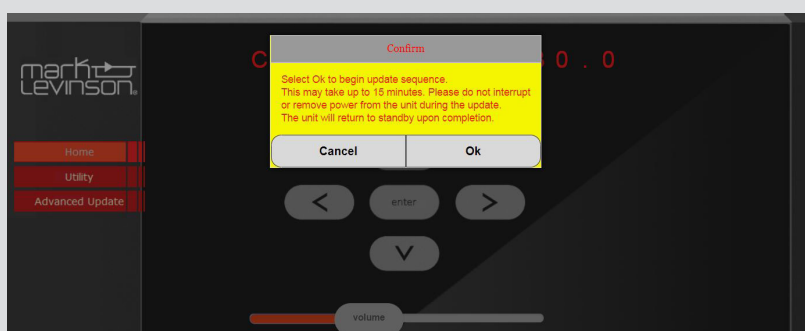 mark
Levinson®
Home
Utility
Advanced Update
C
0 . 0
Confirm
Select Ok to begin update sequence.
This may take up to 15 minutes. Please do not interrupt
or remove power from the unit during the update.
The unit will return to standby upon completion.
Cancel Ok
< enter >
volume